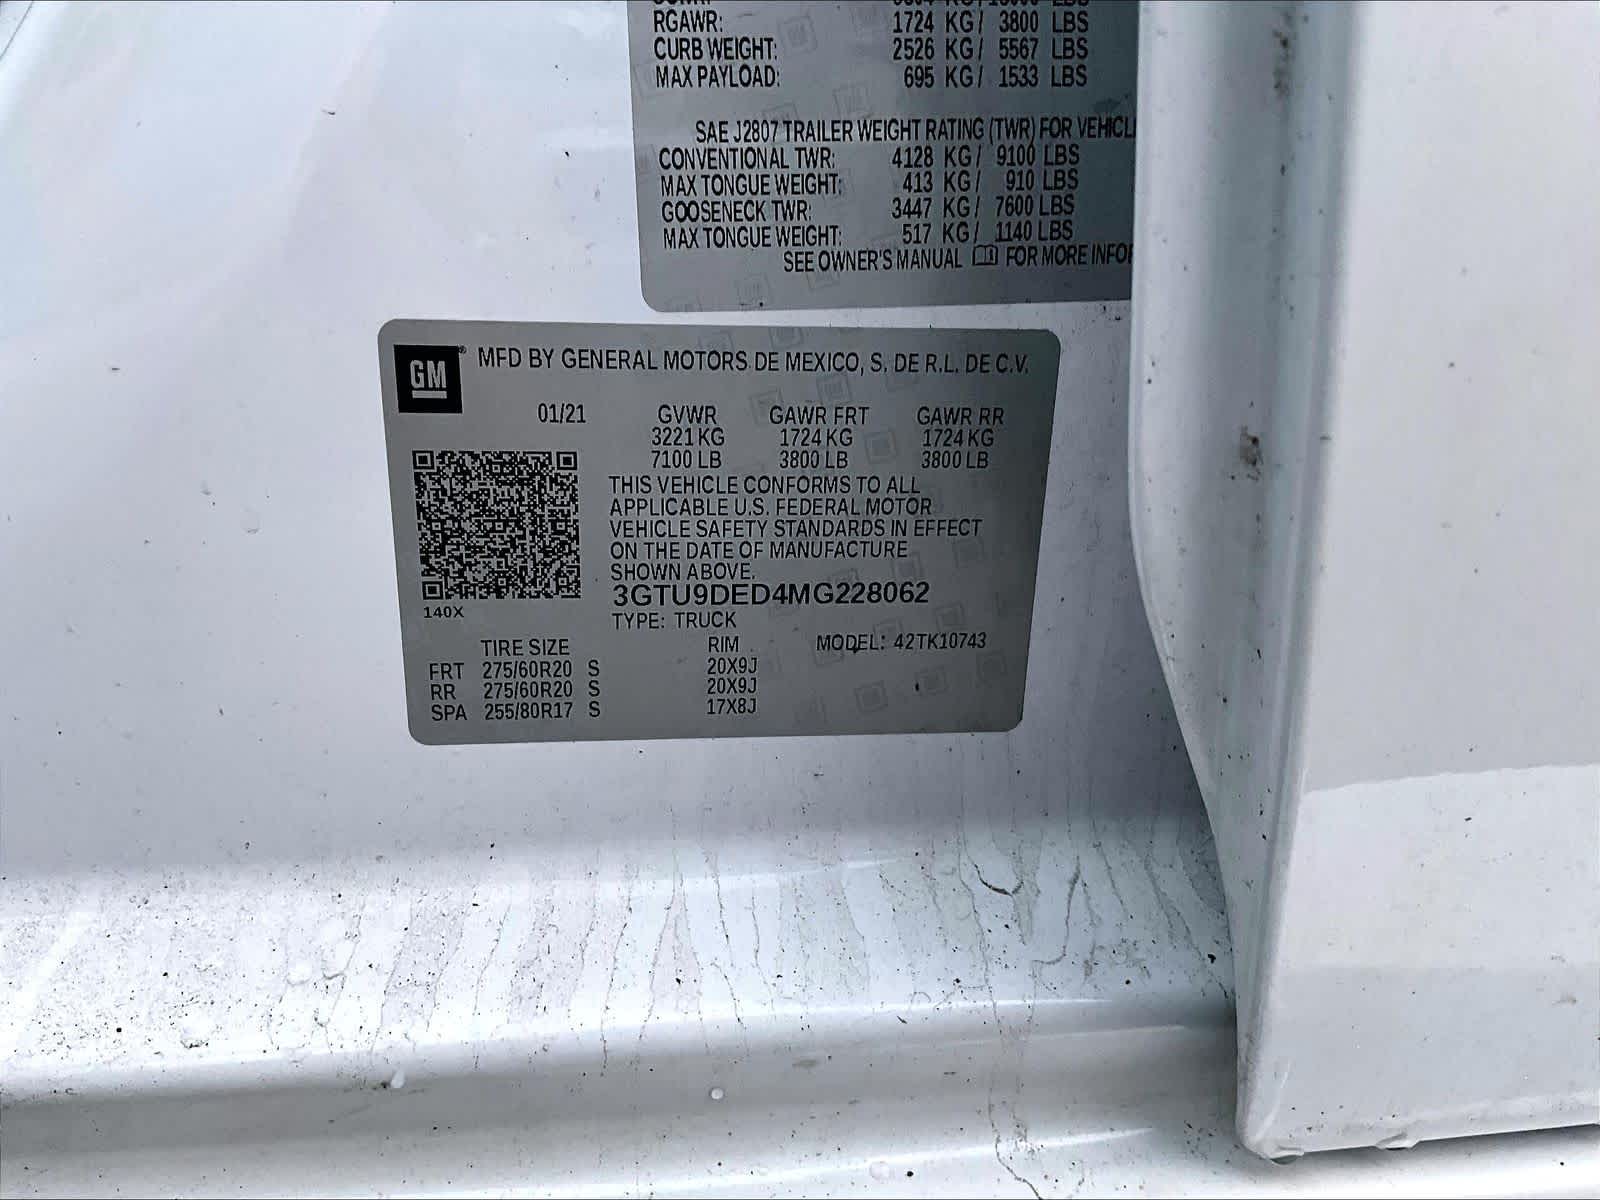 RGAWR: 1724 KG/ 3800 LBS
CURB WEIGHT: 2526 KG/ 5567 LBS
MAX PAYLOAD: 695 KG/ 1533 LBS
SAE J2807 TRAILER WEIGHT RATING (TWR) FOR VEHICL
CONVENTIONAL TWR: 4128 KG/ 9100 LBS
MAX TONGUE WEIGHT: 413 KG/ 910 LBS
GOOSENECK TWR: 3447 KG/ 7600 LBS
MAX TONGUE WEIGHT: 517 KG/ 1140 LBS
SEE OWNER'S MANUAL FOR MORE INFOR
GM® MFD BY GENERAL MOTORS DE MEXICO, S. DE R.L. DE C.V.
01/21 GVWR GAWR FRT GAWR RR
3221 KG 1724 KG 1724 KG
7100 LB 3800 LB 3800 LB
THIS VEHICLE CONFORMS TO ALL
APPLICABLE U.S. FEDERAL MOTOR
VEHICLE SAFETY STANDARDS IN EFFECT
ON THE DATE OF MANUFACTURE
SHOWN ABOVE.
3GTU9DED4MG228062
140X
TYPE: TRUCK
TIRE SIZE RIM MODEL: 42TK10743
FRT 275/60R20 S 20X9J
RR 275/60R20 S 20X9J
SPA 255/80R17 S 17X8J